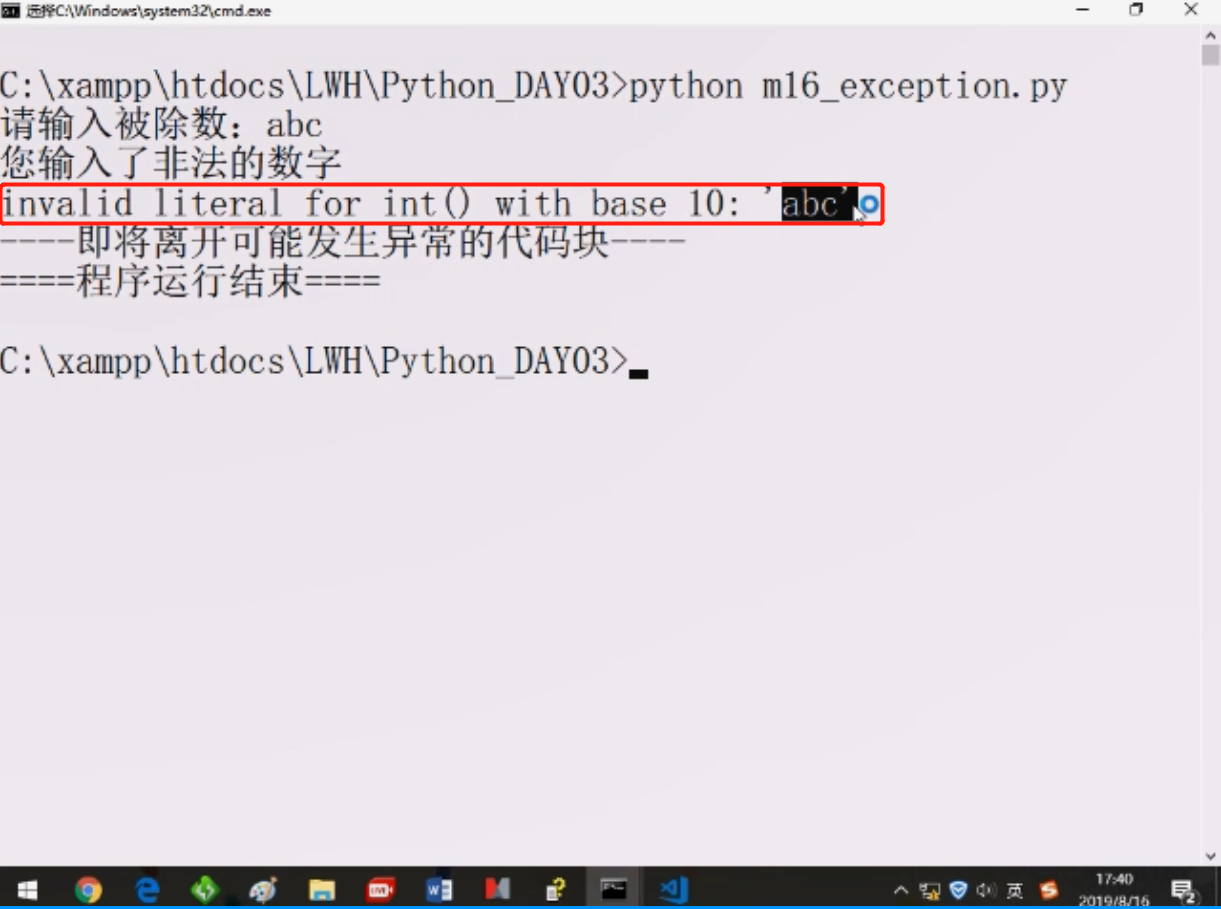 选择C:\Windows\system32\cmd.exe
C:\xampp\htdocs\LWH\Python_DAY03>python m16_exception.py
请输入被除数：abc
您输入了非法的数字
invalid literal for int() with base 10: 'abc'
----即将离开可能发生异常的代码块----
====程序运行结束====
C:\xampp\htdocs\LWH\Python_DAY03>
英
17:40
2019/8/16
2